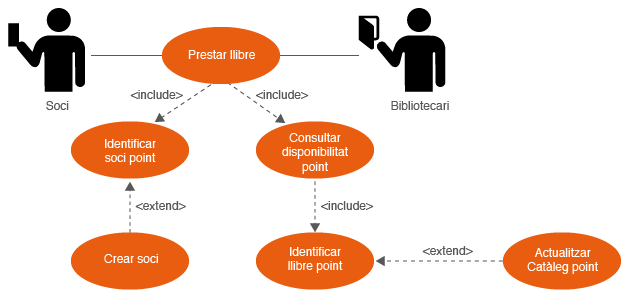 Prestar llibre
Soci
Bibliotecari
<include>
<include>
Identificar
soci point
Consultar
disponibilitat
point
<extend>
<include>
Crear soci
Identificar
llibre point
<extend>
Actualitzar
Catàleg point